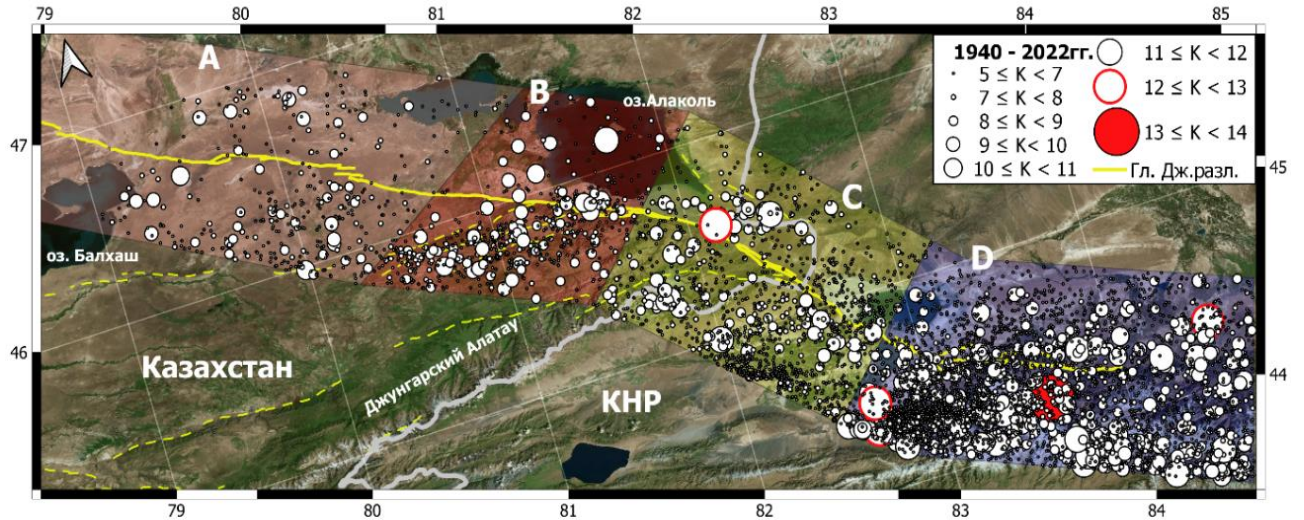 79 80 81 82 83 84 85
A
B
C
D
оз.Алаколь
1940 - 2022гг.
5 ≤ K < 7
7 ≤ K < 8
8 ≤ K < 9
9 ≤ K< 10
10 ≤ K < 11
11 ≤ K < 12
12 ≤ K < 13
13 ≤ K < 14
Гл. Дж.разл.
47
45
оз. Балхаш
46
44
Казахстан
Джунгарский Алатау
КНР
79 80 81 82 83 84